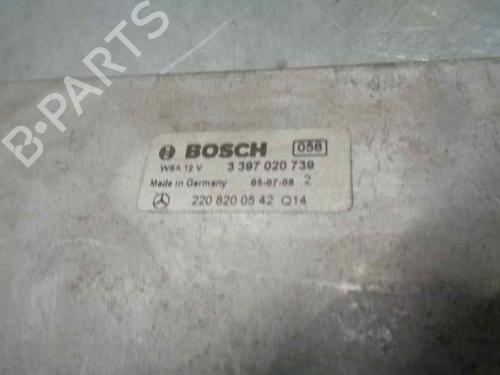 B-PARTS
BOSCH 058
WSA 12 V 3 397 020 739
Made in Germany 05-07-08 2
220 820 05 42 Q14